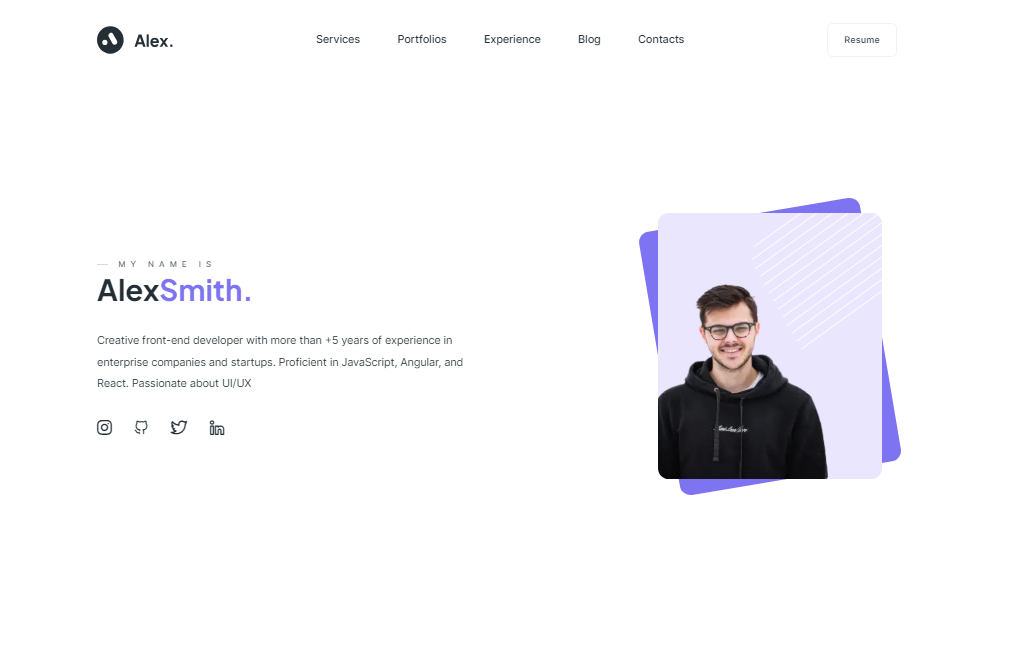 Alex.
Services
Portfolios
Experience
Blog
Contacts
Resume
MY NAME IS
AlexSmith.
Creative front-end developer with more than +5 years of experience in
enterprise companies and startups. Proficient in JavaScript, Angular, and
React. Passionate about UI/UX